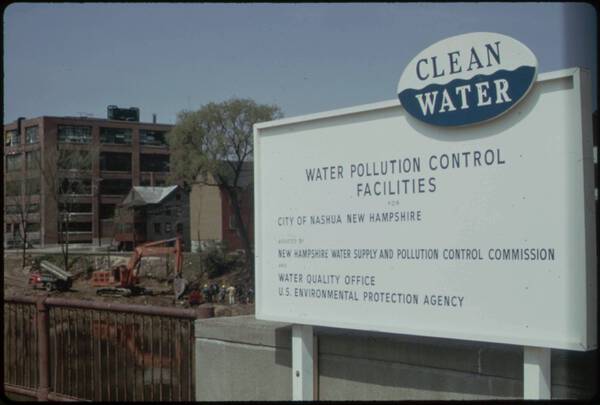 CLEAN
WATER
WATER POLLUTION CONTROL
FACILITIES
FOR
CITY OF NASHUA NEW HAMPSHIRE
ASSISTED BY
NEW HAMPSHIRE WATER SUPPLY AND POLLUTION CONTROL COMMISSION
AND
WATER QUALITY OFFICE
U.S. ENVIRONMENTAL PROTECTION AGENCY